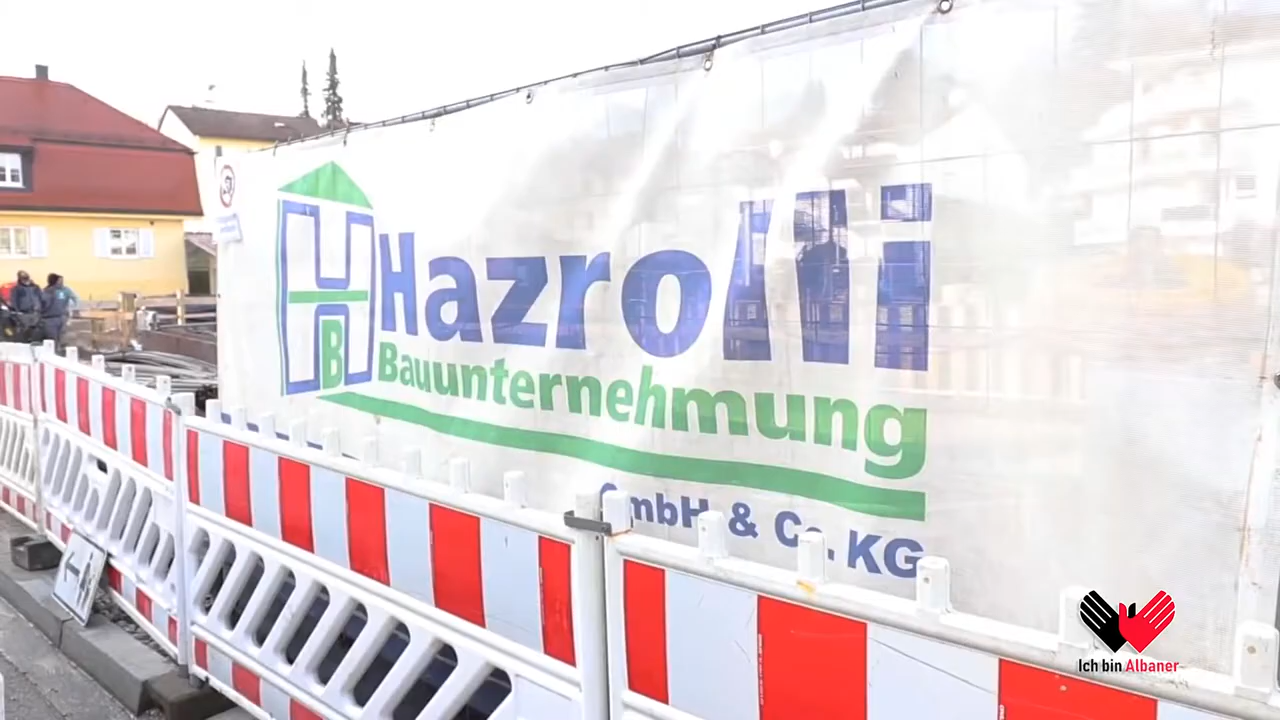 HB
Hazrolli
Bauunternehmung
GmbH & Co. KG
Ich bin Albaner